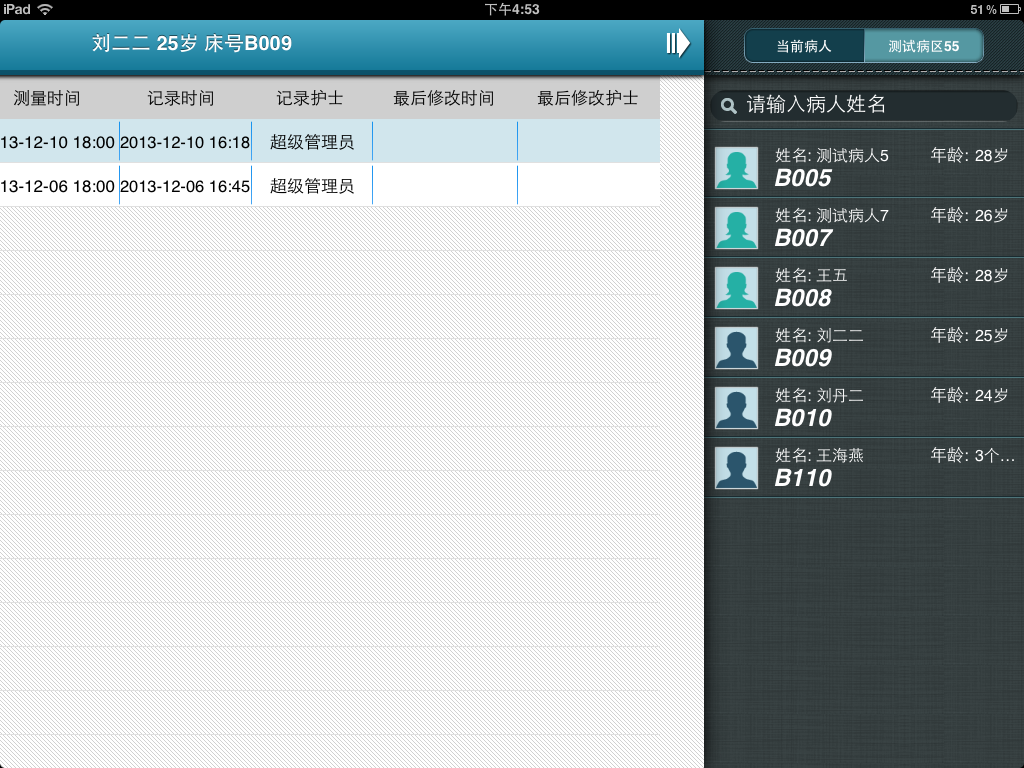 iPad 下午4:53 51%
刘二二 25岁 床号B009
测量时间 记录时间 记录护士 最后修改时间 最后修改护士
13-12-10 18:00 2013-12-10 16:18 超级管理员
13-12-06 18:00 2013-12-06 16:45 超级管理员
当前病人 测试病区55
请输入病人姓名
姓名: 测试病人5 年龄: 28岁
B005
姓名: 测试病人7 年龄: 26岁
B007
姓名: 王五 年龄: 28岁
B008
姓名: 刘二二 年龄: 25岁
B009
姓名: 刘丹二 年龄: 24岁
B010
姓名: 王海燕 年龄: 3个...
B110